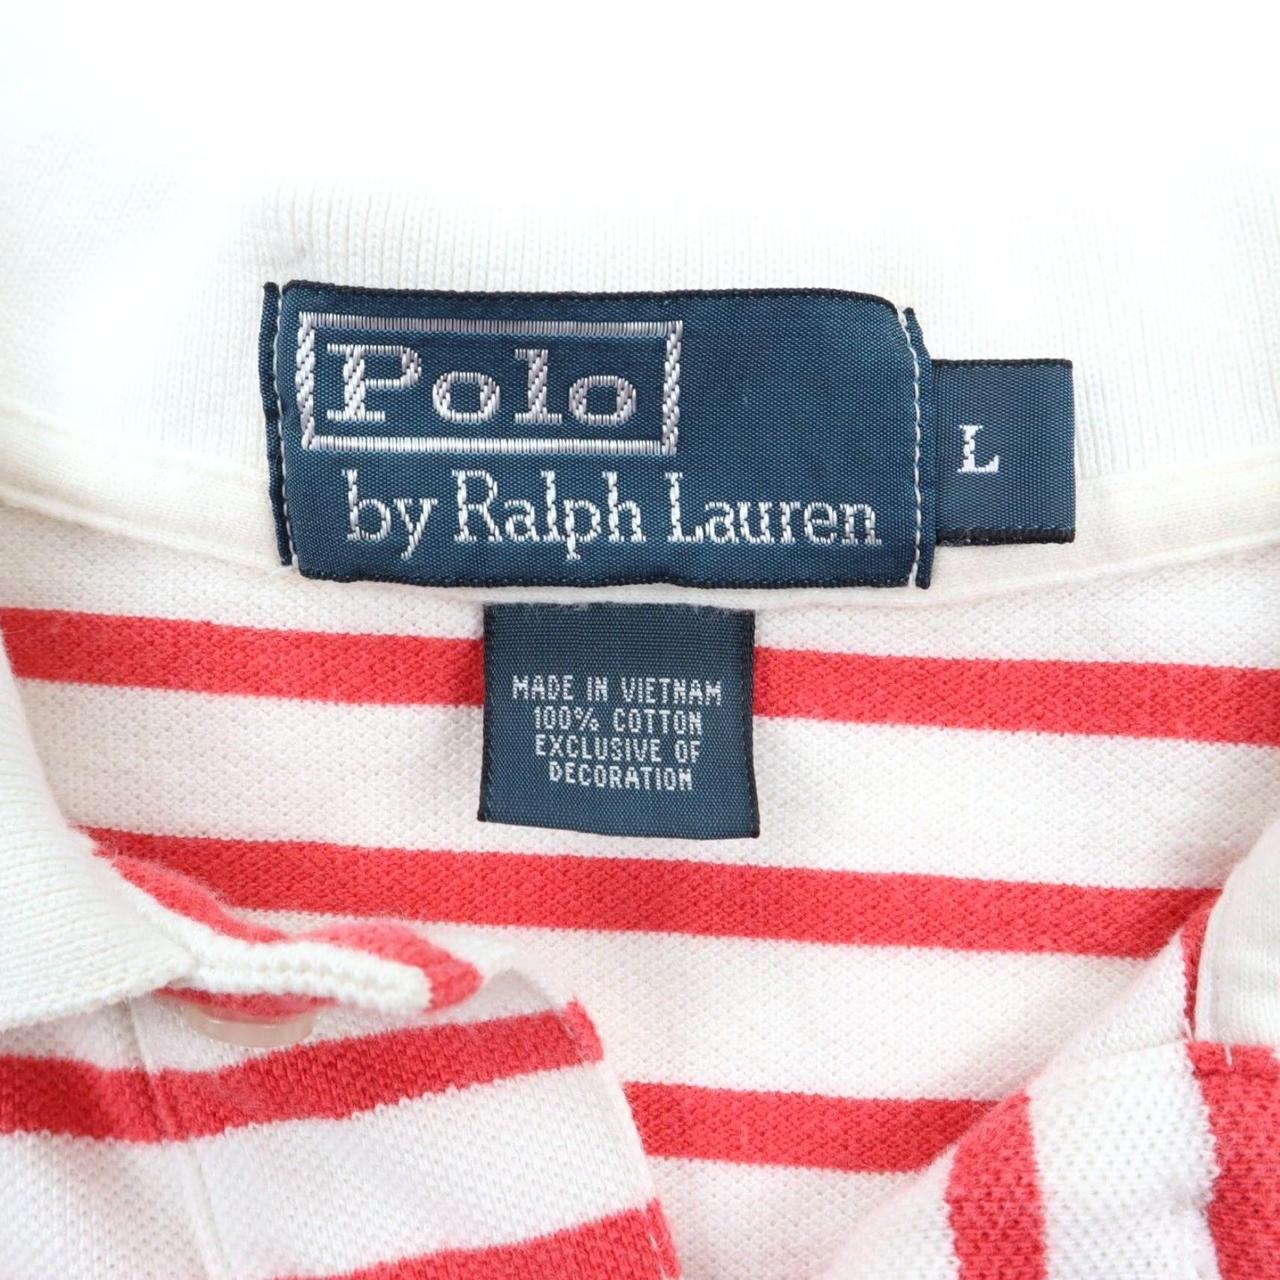 Polo
by Ralph Lauren
L
MADE IN VIETNAM
100% COTTON
EXCLUSIVE OF
DECORATION